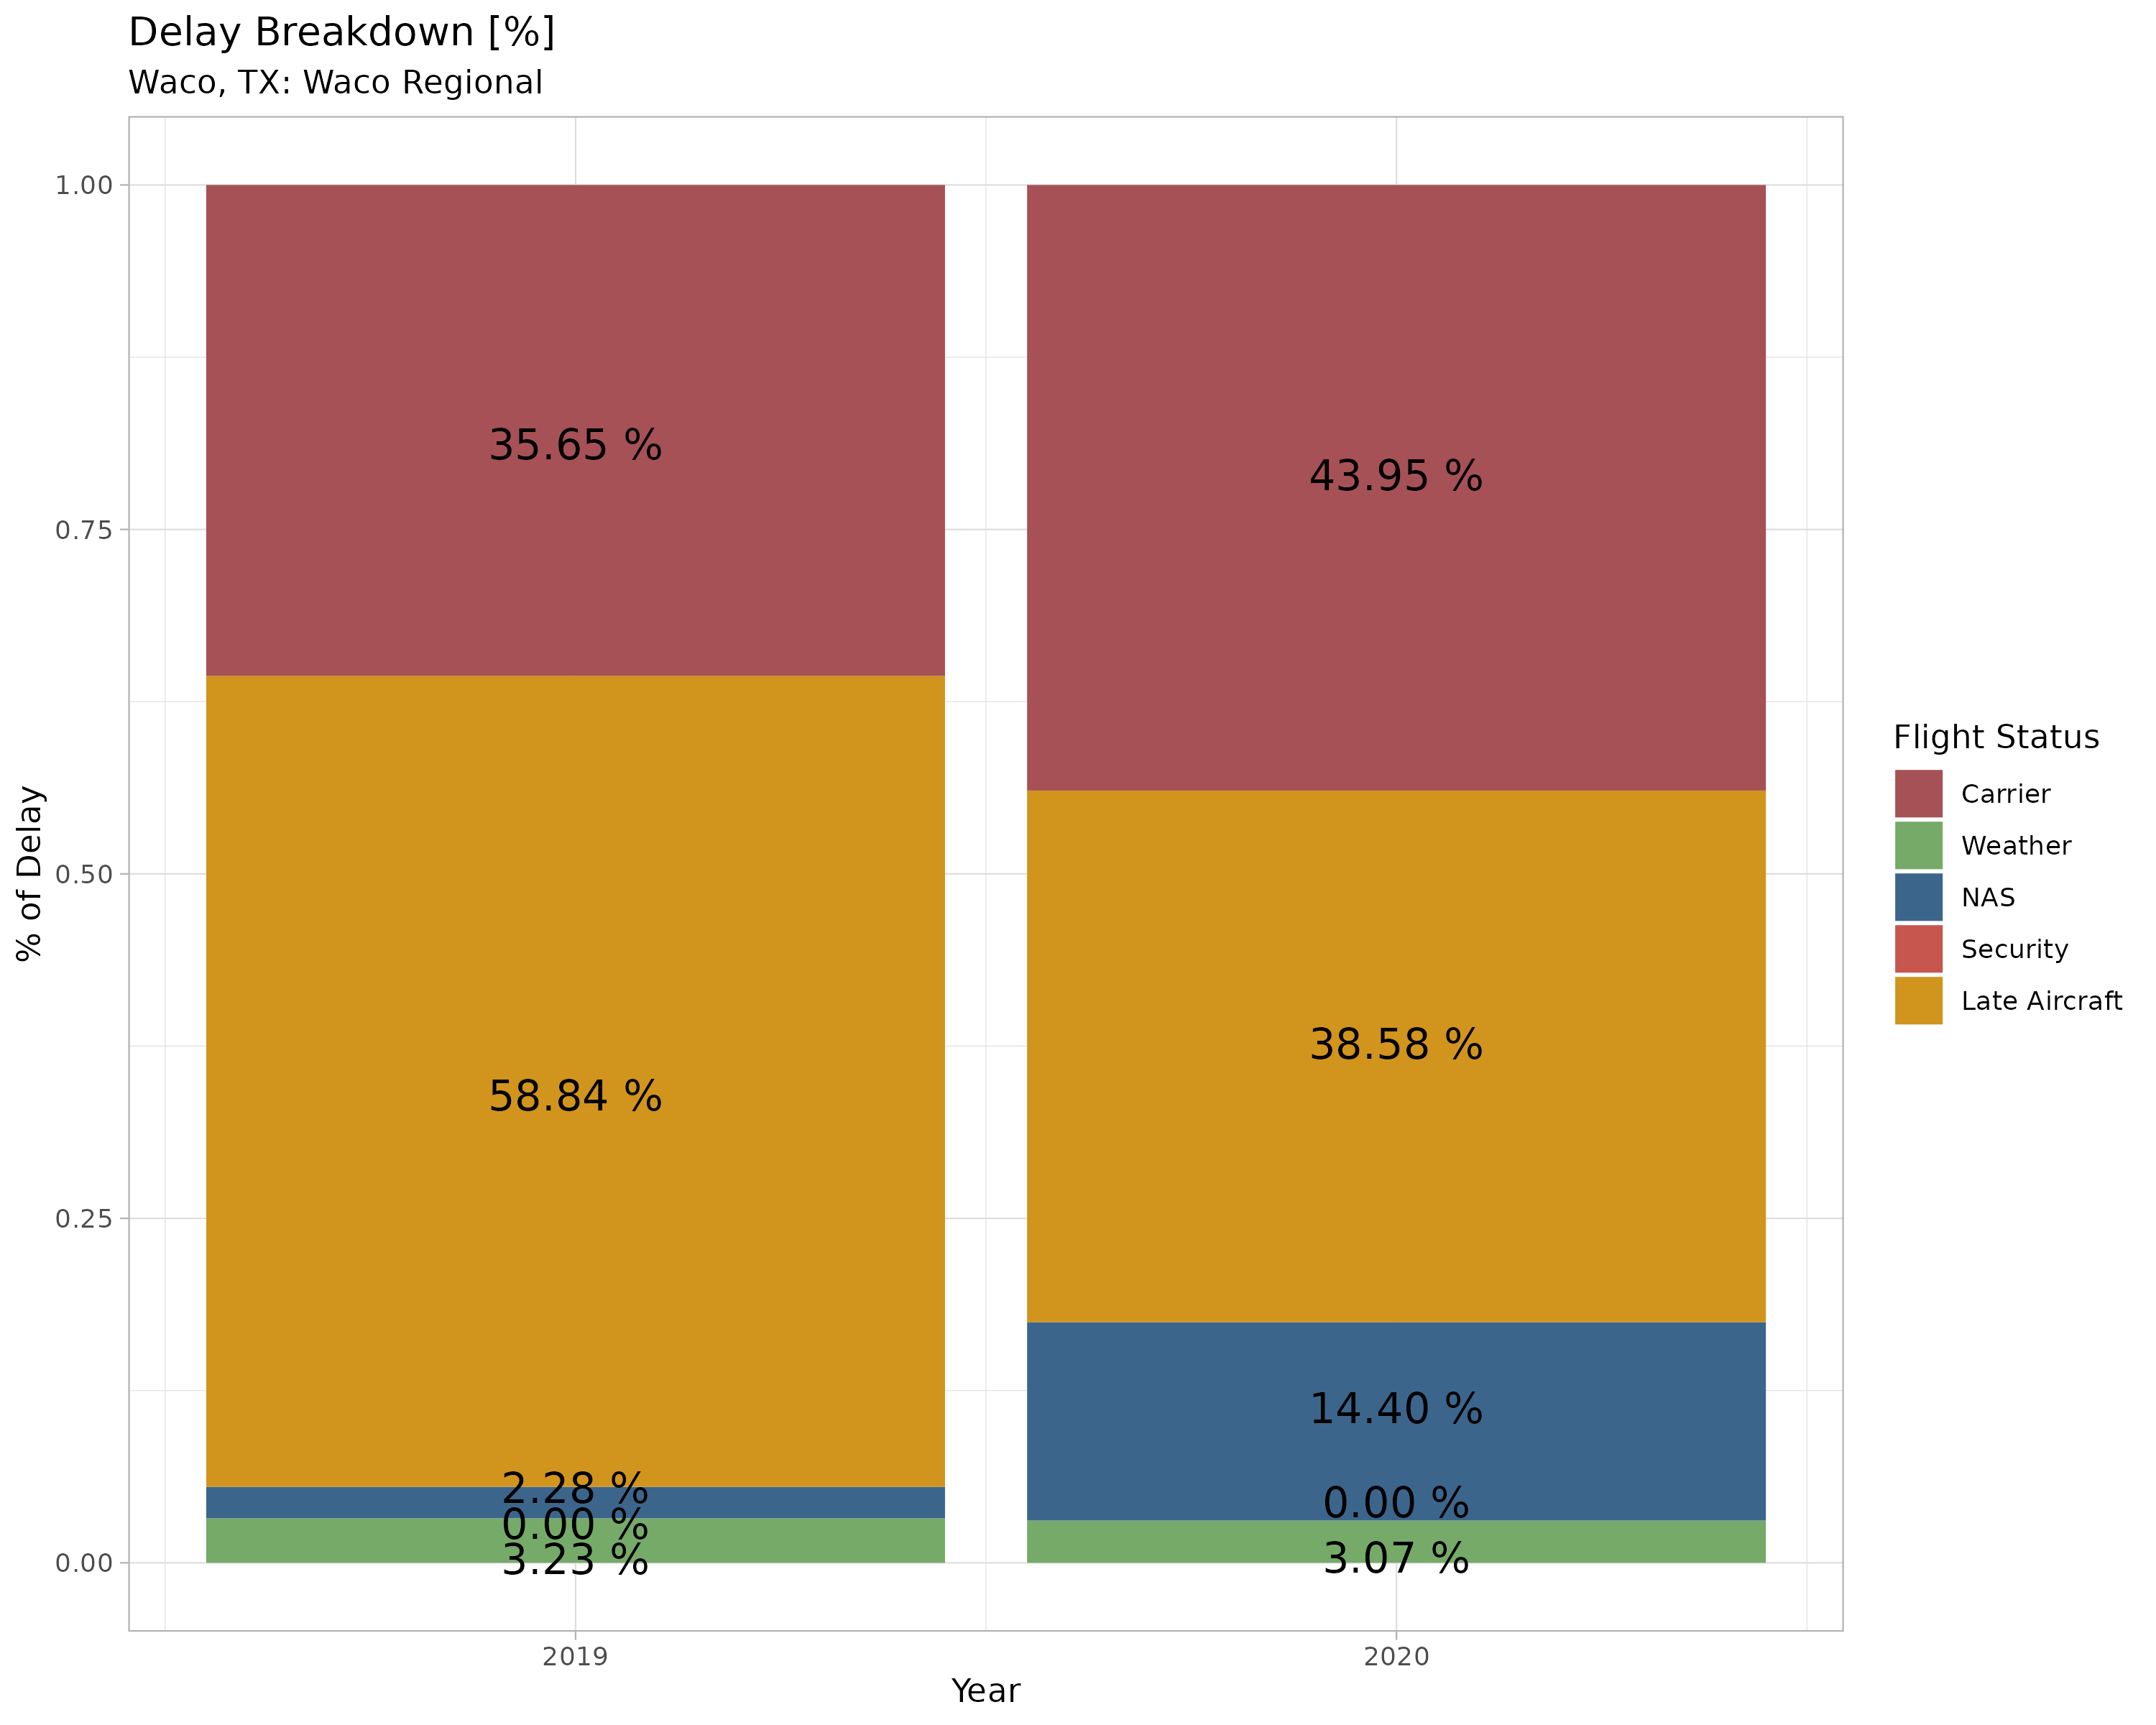 Delay Breakdown [%]
Waco, TX: Waco Regional
% of Delay
1.00
0.75
0.50
0.25
0.00
35.65 %
58.84 %
2.28 %
0.00 %
3.23 %
43.95 %
38.58 %
14.40 %
0.00 %
3.07 %
2019
2020
Year
Flight Status
Carrier
Weather
NAS
Security
Late Aircraft